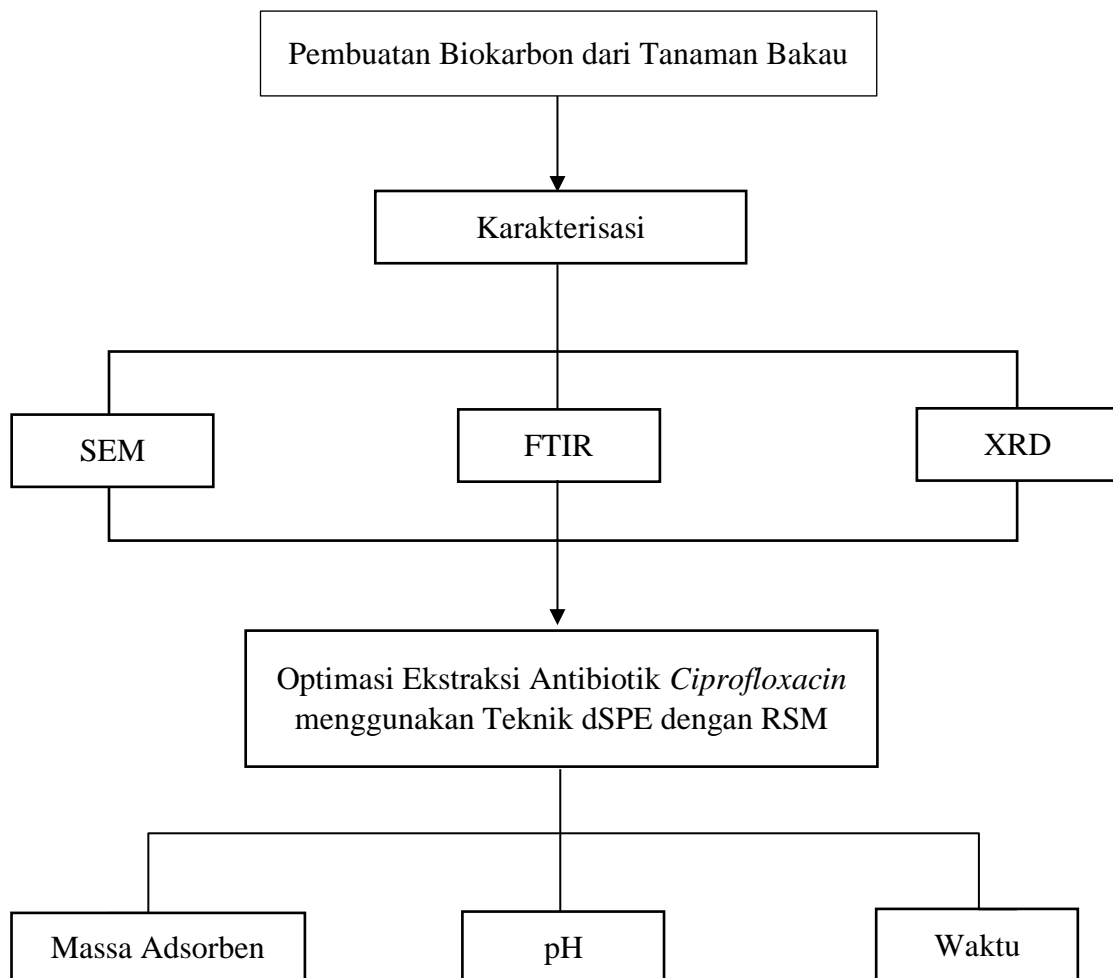 Pembuatan Biokarbon dari Tanaman Bakau
Karakterisasi
SEM
FTIR
XRD
Optimasi Ekstraksi Antibiotik Ciprofloxacin
menggunakan Teknik dSPE dengan RSM
Massa Adsorben
pH
Waktu